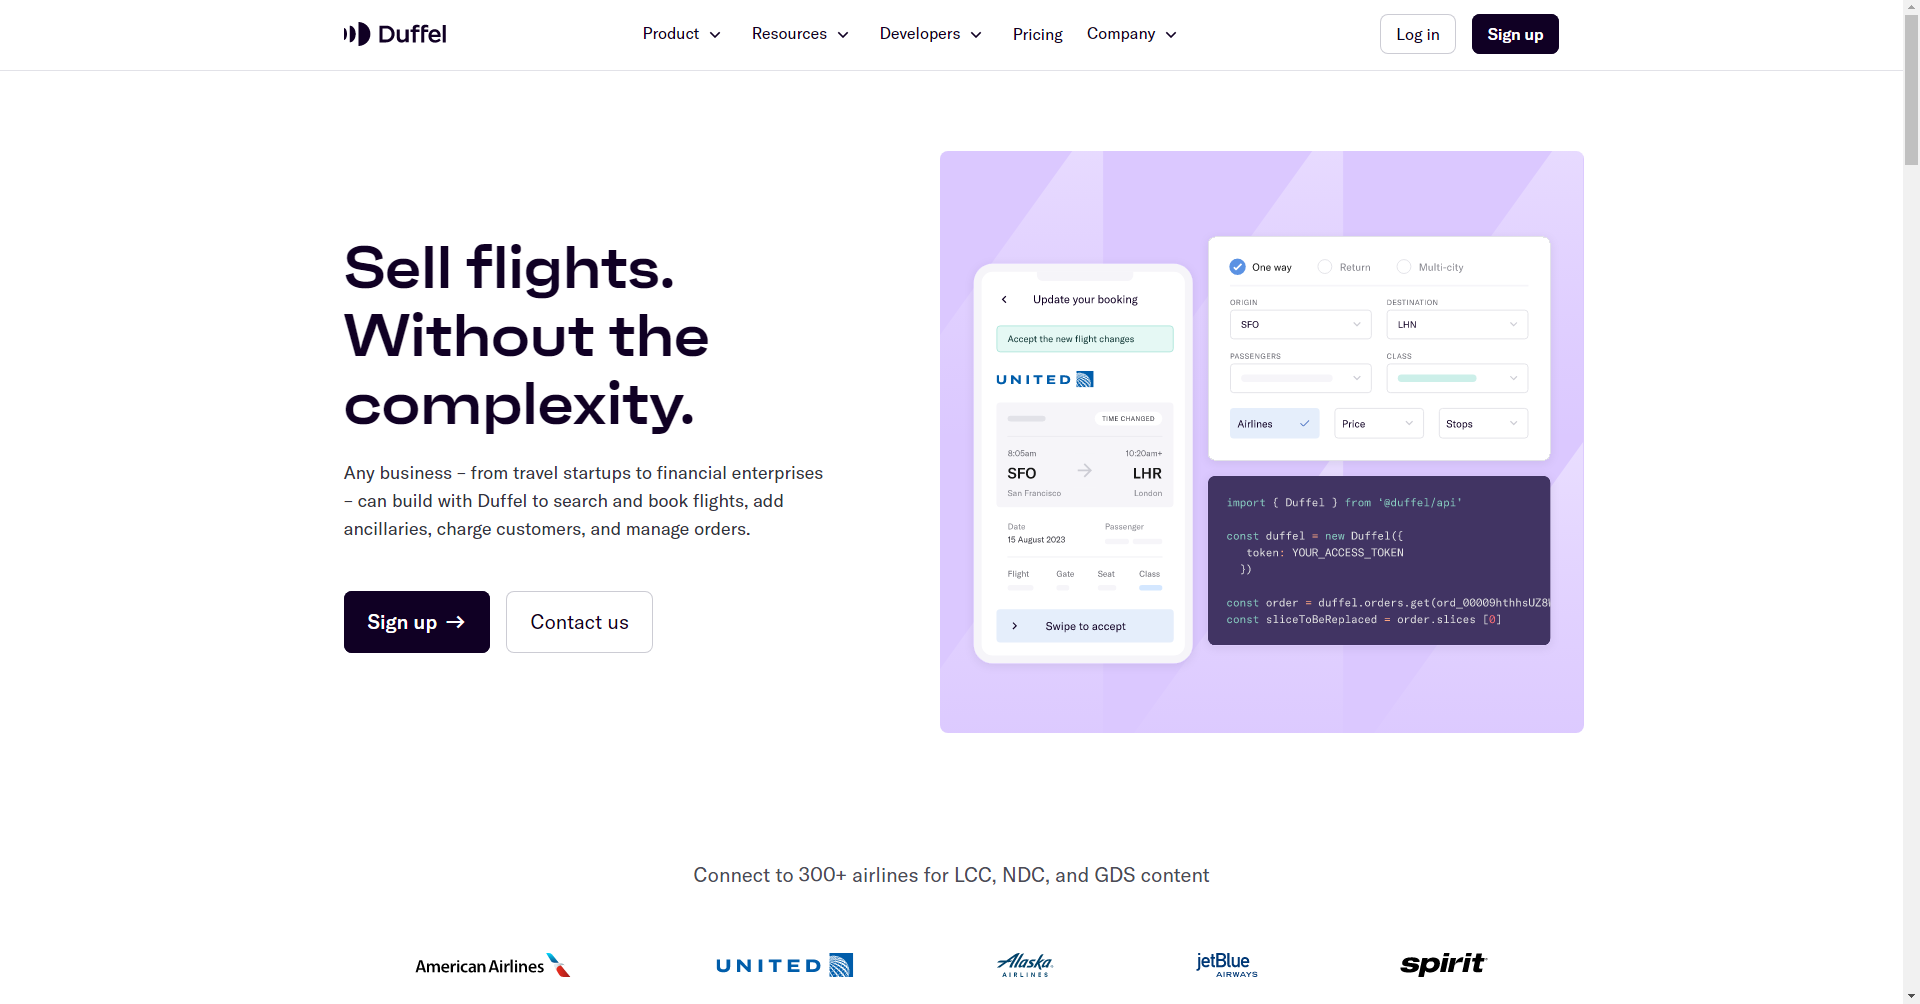 Duffel
Product
Resources
Developers
Pricing
Company
Log in
Sign up
Sell flights.
Without the
complexity.
Any business – from travel startups to financial enterprises
– can build with Duffel to search and book flights, add
ancillaries, charge customers, and manage orders.
Sign up →
Contact us
Update your booking
Accept the new flight changes
UNITED
TIME CHANGED
8:05am 10:20am+
SFO → LHR
San Francisco London
Date Passenger
15 August 2023
Flight Gate Seat Class
Swipe to accept
One way Return Multi-city
ORIGIN DESTINATION
SFO LHN
PASSENGERS CLASS
Airlines Price Stops
import { Duffel } from '@duffel/api'
const duffel = new Duffel({
token: YOUR_ACCESS_TOKEN
})
const order = duffel.orders.get(ord_00009hthhsUZ8
const sliceToBeReplaced = order.slices [0]
Connect to 300+ airlines for LCC, NDC, and GDS content
American Airlines
UNITED
Alaska
AIRLINES
jetBlue
AIRWAYS
spirit